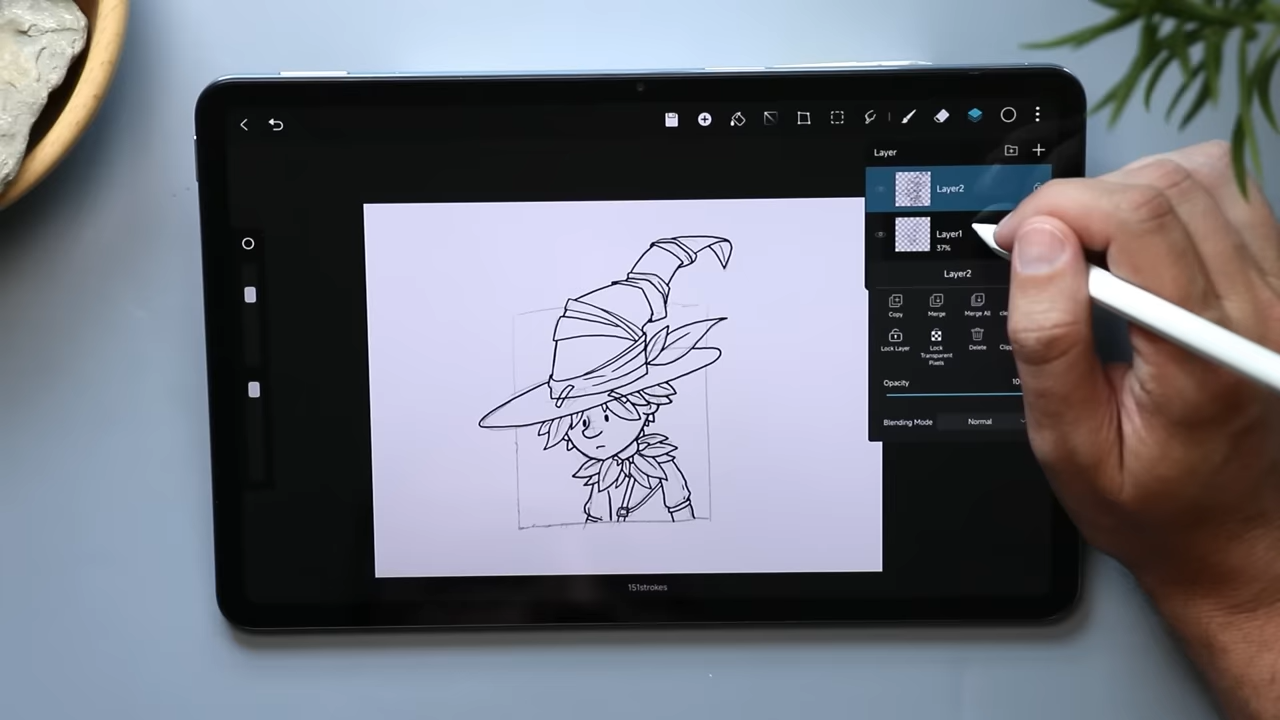 Layer
Layer2
Layer1
37%
Layer2
Copy
Merge
Merge All
Lock Layer
Lock
Transparent
Pixels
Delete
Opacity
Blending Mode
Normal
151strokes